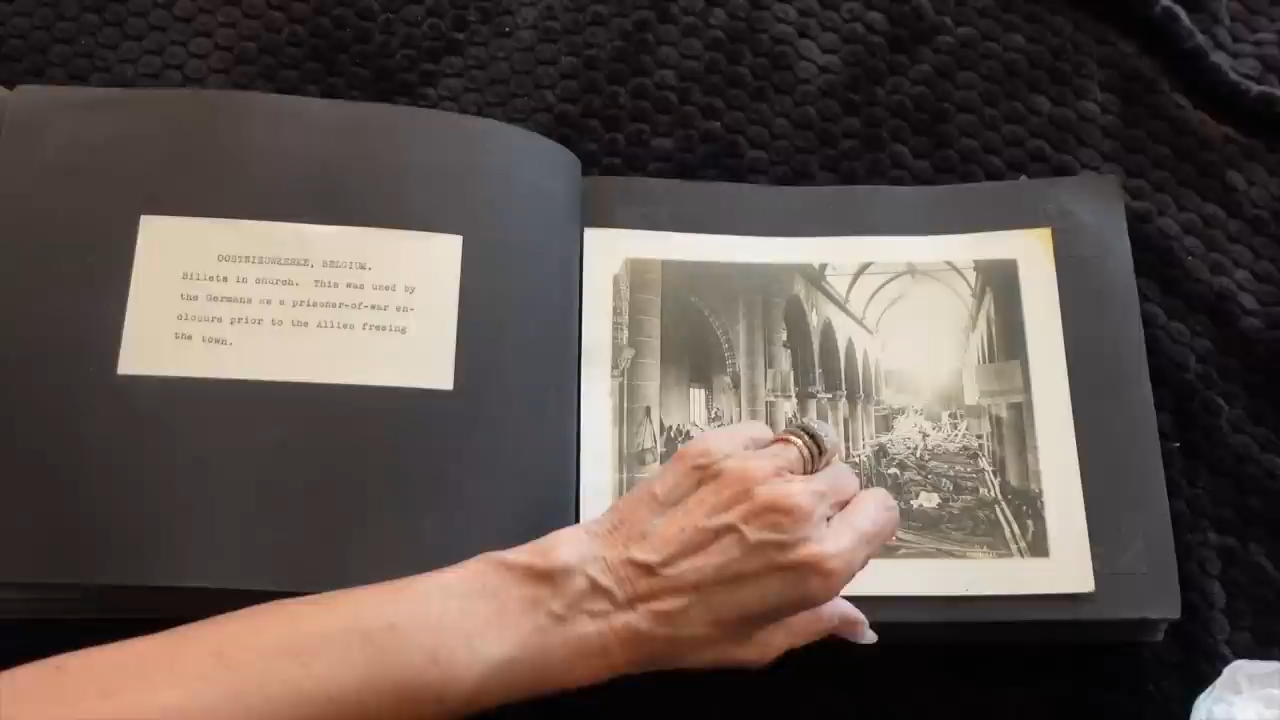 OOSTNIEUWKERKE, BELGIUM.
Billets in church. This was used by
the Germans as a prisoner-of-war en-
closure prior to the Allies freeing
the town.